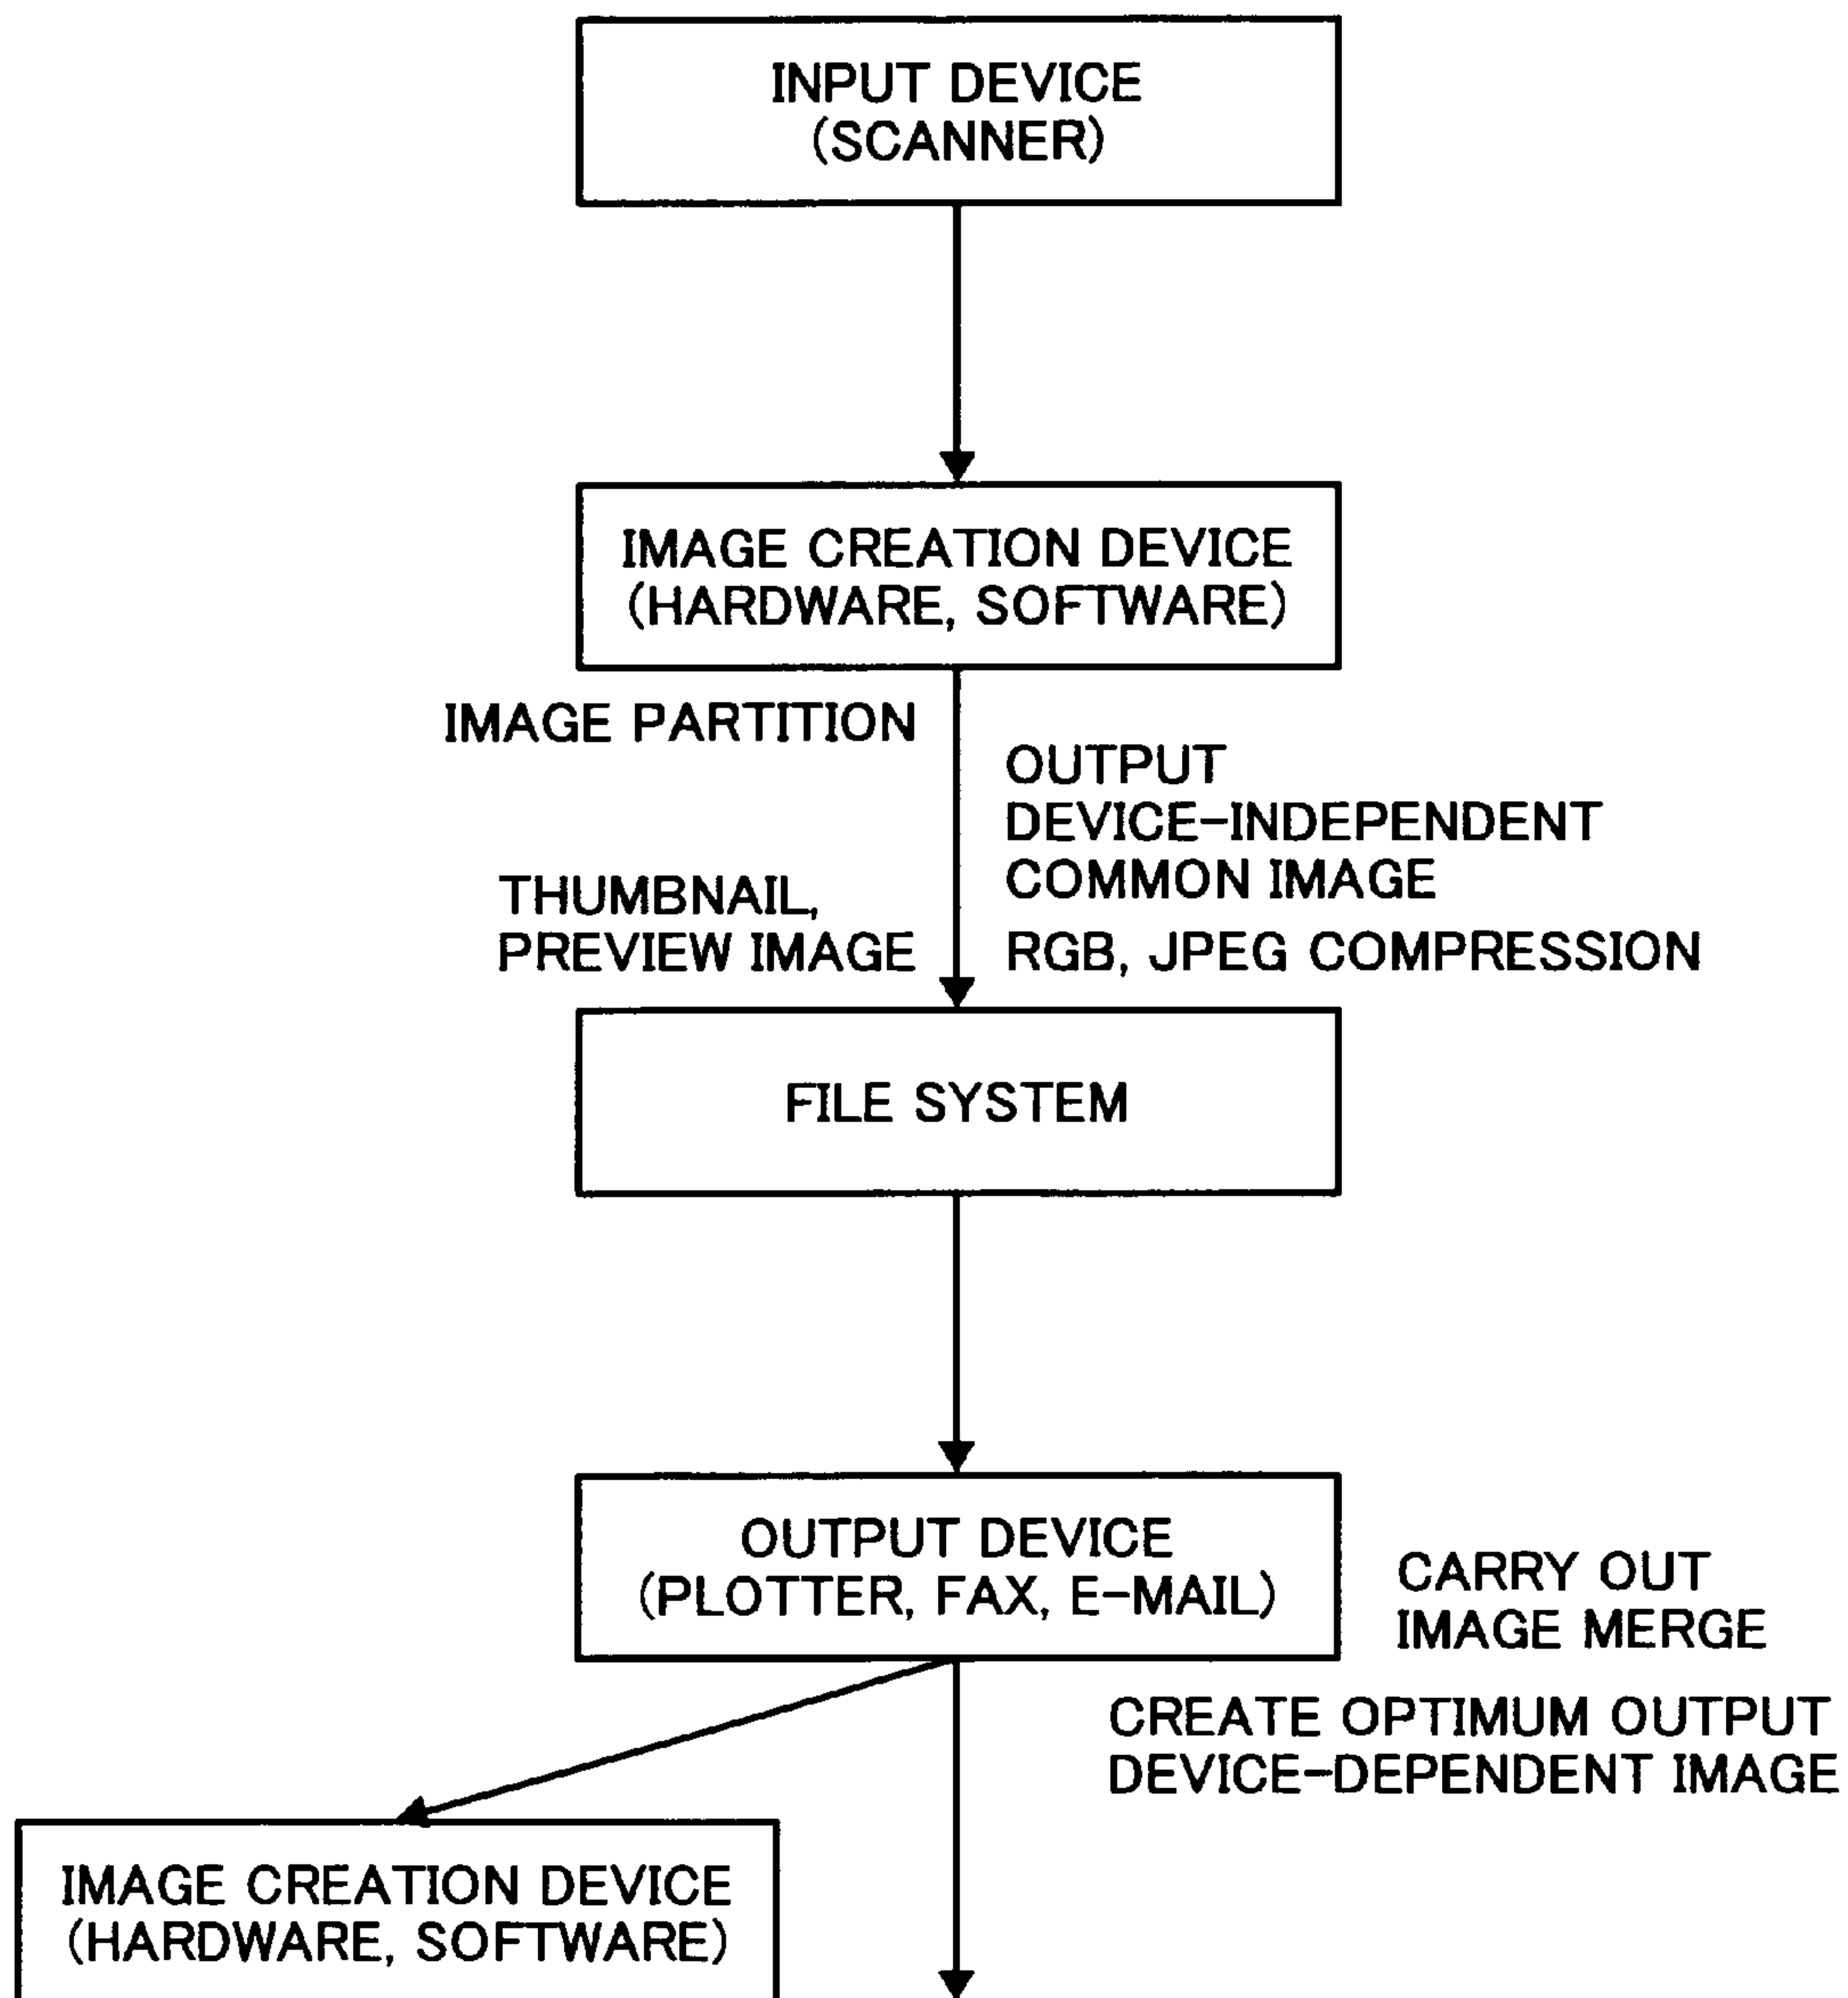 INPUT DEVICE
(SCANNER)
IMAGE CREATION DEVICE
(HARDWARE, SOFTWARE)
IMAGE PARTITION
OUTPUT
DEVICE-INDEPENDENT
COMMON IMAGE
THUMBNAIL,
PREVIEW IMAGE
RGB, JPEG COMPRESSION
FILE SYSTEM
OUTPUT DEVICE
(PLOTTER, FAX, E-MAIL)
CARRY OUT
IMAGE MERGE
CREATE OPTIMUM OUTPUT
DEVICE-DEPENDENT IMAGE
IMAGE CREATION DEVICE
(HARDWARE, SOFTWARE)